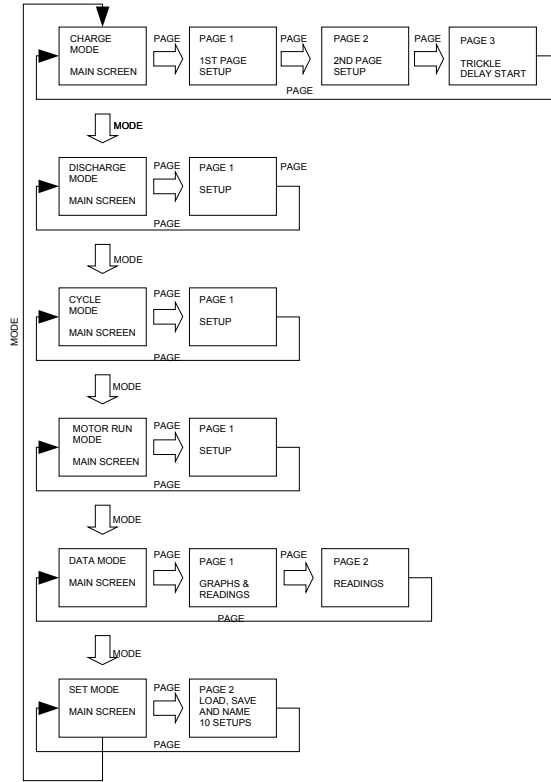 CHARGE
MODE
MAIN SCREEN
PAGE
PAGE 1
1ST PAGE
SETUP
PAGE
PAGE 2
2ND PAGE
SETUP
PAGE
PAGE 3
TRICKLE
DELAY START
PAGE
MODE
DISCHARGE
MODE
MAIN SCREEN
PAGE
PAGE 1
SETUP
PAGE
PAGE
MODE
CYCLE
MODE
MAIN SCREEN
PAGE
PAGE 1
SETUP
PAGE
MODE
MODE
MOTOR RUN
MODE
MAIN SCREEN
PAGE
PAGE 1
SETUP
PAGE
MODE
DATA MODE
MAIN SCREEN
PAGE
PAGE 1
GRAPHS &
READINGS
PAGE
PAGE 2
READINGS
PAGE
MODE
SET MODE
MAIN SCREEN
PAGE
PAGE 2
LOAD, SAVE
AND NAME
10 SETUPS
PAGE